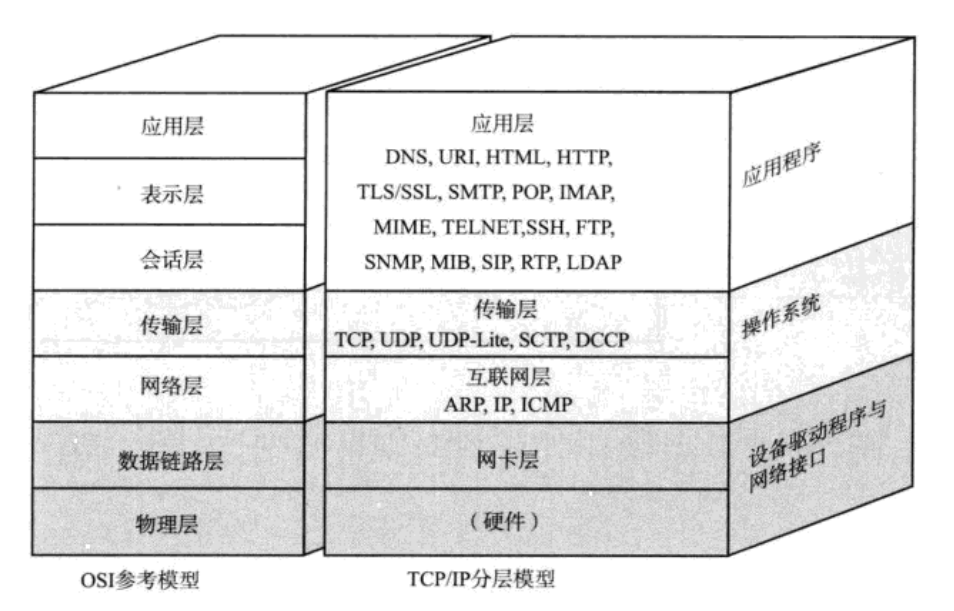 应用层
表示层
会话层
传输层
网络层
数据链路层
物理层
OSI参考模型
应用层
DNS, URI, HTML, HTTP,
TLS/SSL, SMTP, POP, IMAP,
MIME, TELNET,SSH, FTP,
SNMP, MIB, SIP, RTP, LDAP
传输层
TCP, UDP, UDP-Lite, SCTP, DCCP
互联网层
ARP, IP, ICMP
网卡层
（硬件）
TCP/IP分层模型
应用程序
操作系统
设备驱动程序与
网络接口